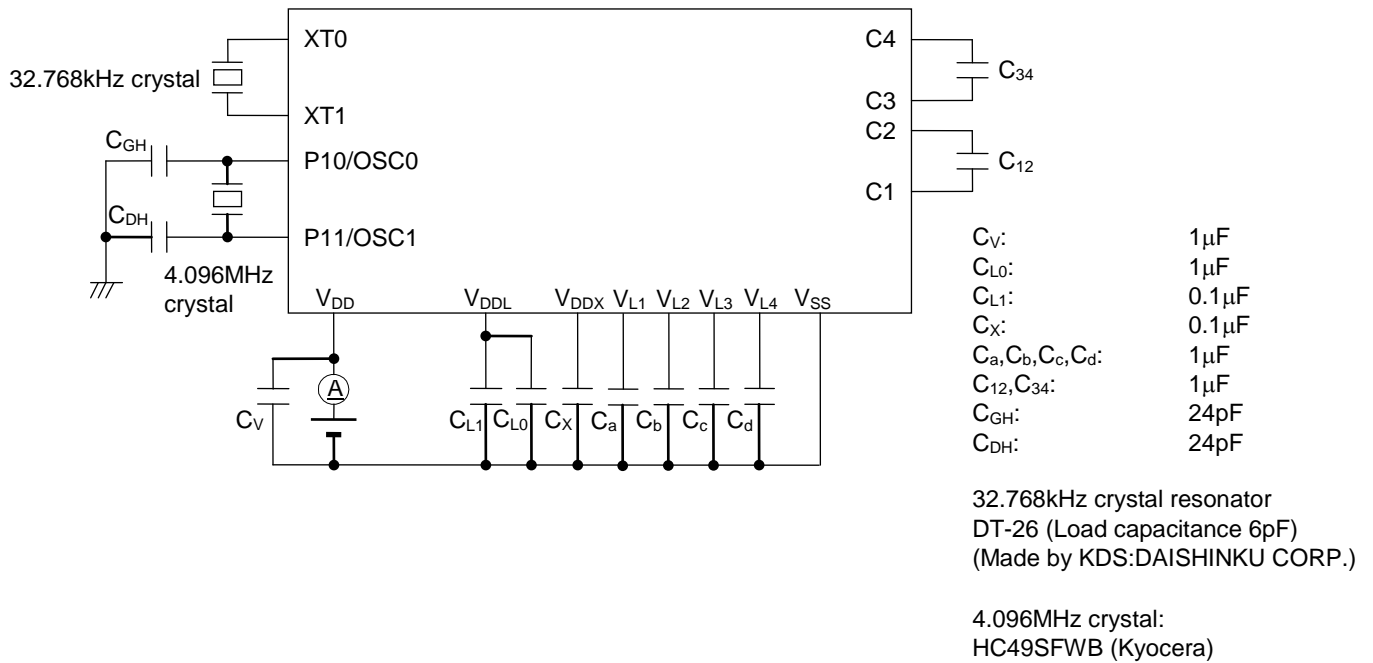 XT0
C4
32.768kHz crystal
C34
C3
XT1
C2
CGH
P10/OSC0
C12
C1
CDH
P11/OSC1
4.096MHz
crystal
VDD
VDDL
VDDX
VL1
VL2
VL3
VL4
VSS
A
CV
CL1
CL0
CX
Ca
Cb
Cc
Cd
CV: 1μF
CL0: 1μF
CL1: 0.1μF
CX: 0.1μF
Ca,Cb,Cc,Cd: 1μF
C12,C34: 1μF
CGH: 24pF
CDH: 24pF
32.768kHz crystal resonator
DT-26 (Load capacitance 6pF)
(Made by KDS:DAISHINKU CORP.)
4.096MHz crystal:
HC49SFWB (Kyocera)